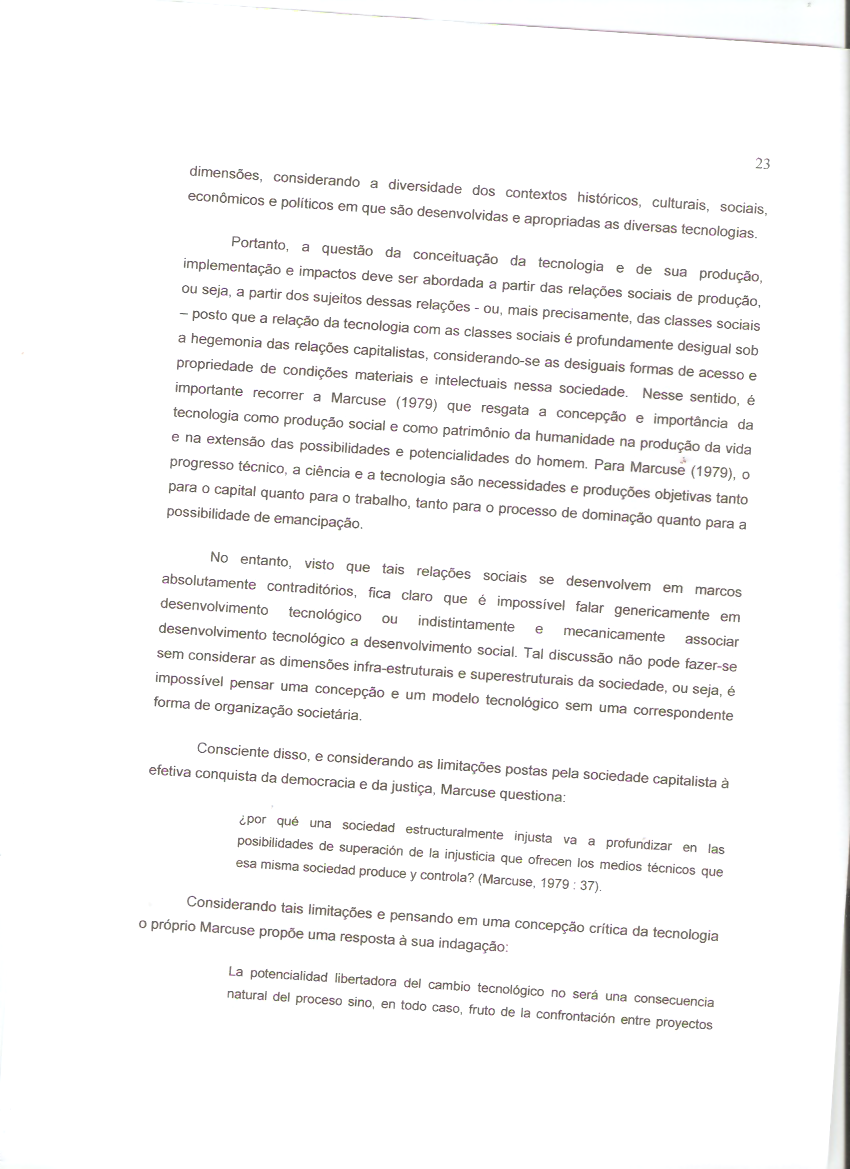 23
dimensões, considerando a diversidade dos contextos históricos, culturais, sociais,
econômicos e políticos em que são desenvolvidas e apropriadas as diversas tecnologias.
Portanto, a questão da conceituação da tecnologia e de sua produção,
implementação e impactos deve ser abordada a partir das relações sociais de produção,
ou seja, a partir dos sujeitos dessas relações - ou, mais precisamente, das classes sociais
– posto que a relação da tecnologia com as classes sociais é profundamente desigual sob
a hegemonia das relações capitalistas, considerando-se as desiguais formas de acesso e
propriedade de condições materiais e intelectuais nessa sociedade. Nesse sentido, é
importante recorrer a Marcuse (1979) que resgata a concepção e importância da
tecnologia como produção social e como patrimônio da humanidade na produção da vida
e na extensão das possibilidades e potencialidades do homem. Para Marcuse (1979), o
progresso técnico, a ciência e a tecnologia são necessidades e produções objetivas tanto
para o capital quanto para o trabalho, tanto para o processo de dominação quanto para a
possibilidade de emancipação.
No entanto, visto que tais relações sociais se desenvolvem em marcos
absolutamente contraditórios, fica claro que é impossível falar genericamente em
desenvolvimento tecnológico ou indistintamente e mecanicamente associar
desenvolvimento tecnológico a desenvolvimento social. Tal discussão não pode fazer-se
sem considerar as dimensões infra-estruturais e superestruturais da sociedade, ou seja, é
impossível pensar uma concepção e um modelo tecnológico sem uma correspondente
forma de organização societária.
Consciente disso, e considerando as limitações postas pela sociedade capitalista à
efetiva conquista da democracia e da justiça, Marcuse questiona:
¿por qué una sociedad estructuralmente injusta va a profundizar en las
posibilidades de superación de la injusticia que ofrecen los medios técnicos que
esa misma sociedad produce y controla? (Marcuse, 1979 : 37).
Considerando tais limitações e pensando em uma concepção crítica da tecnologia
o próprio Marcuse propõe uma resposta à sua indagação:
La potencialidad libertadora del cambio tecnológico no será una consecuencia
natural del proceso sino, en todo caso, fruto de la confrontación entre proyectos